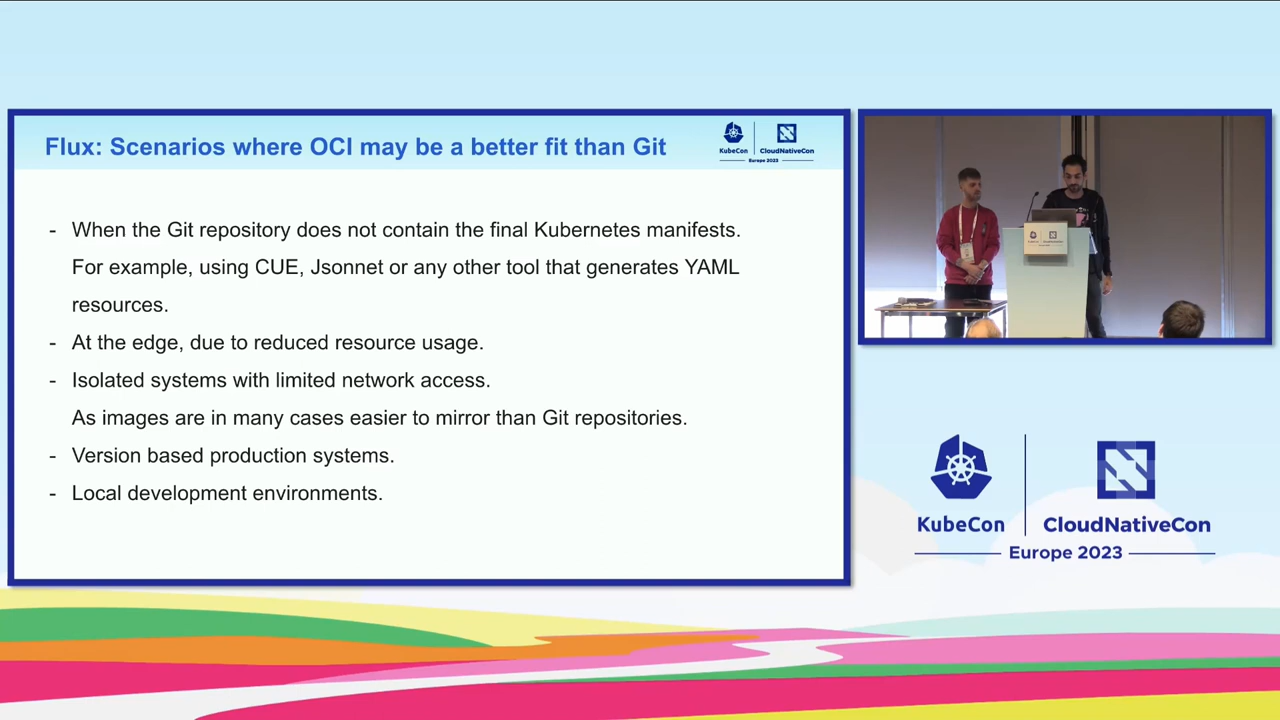 Flux: Scenarios where OCI may be a better fit than Git
KubeCon
CloudNativeCon
Europe 2023
- When the Git repository does not contain the final Kubernetes manifests.
For example, using CUE, Jsonnet or any other tool that generates YAML
resources.
- At the edge, due to reduced resource usage.
- Isolated systems with limited network access.
As images are in many cases easier to mirror than Git repositories.
- Version based production systems.
- Local development environments.
KubeCon
CloudNativeCon
Europe 2023